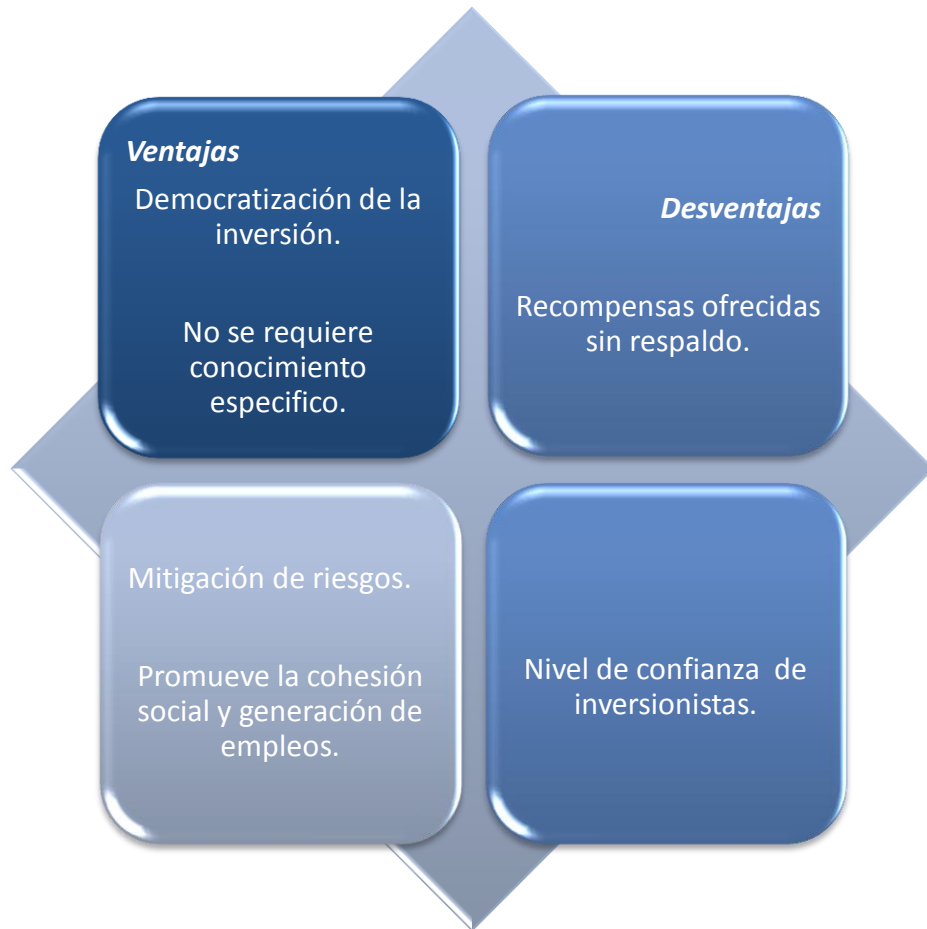 Ventajas
Democratización de la
inversión.
No se requiere
conocimiento
especifico.
Desventajas
Recompensas ofrecidas
sin respaldo.
Mitigación de riesgos.
Promueve la cohesión
social y generación de
empleos.
Nivel de confianza  de
inversionistas.